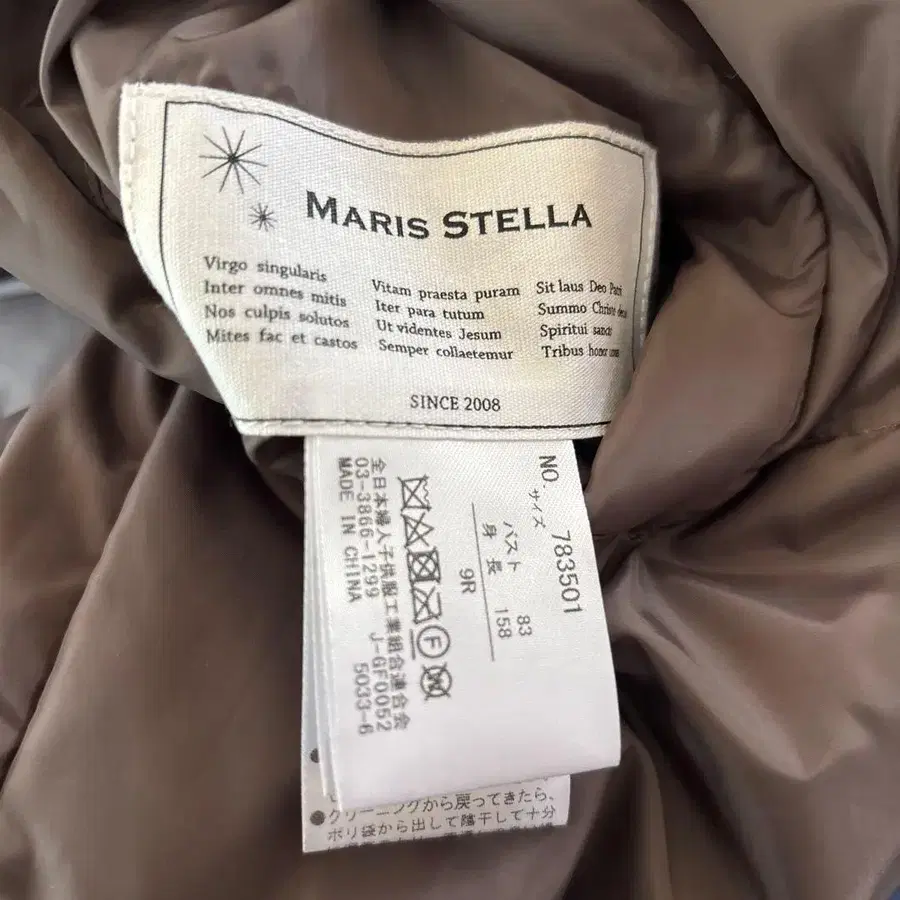 MARIS STELLA
Virgo singularis
Inter omnes mitis
Nos culpis solutos
Mites fac et castos
Vitam praesta puram
Iter para tutum
Ut videntes Jesum
Semper collaetemur
Sit laus Deo Patri
Summo Christo
Spiritui sancto
Tribus honor unus
SINCE 2008
NO. 783501
サイズ
バスト 83
身長 158
9R
全日本婦人子供服工業組合連合会
03-3866-1299 J-GF0052
MADE IN CHINA 5033-6
●クリーニングから戻ってきたら、
ポリ袋から出して陰干して十分